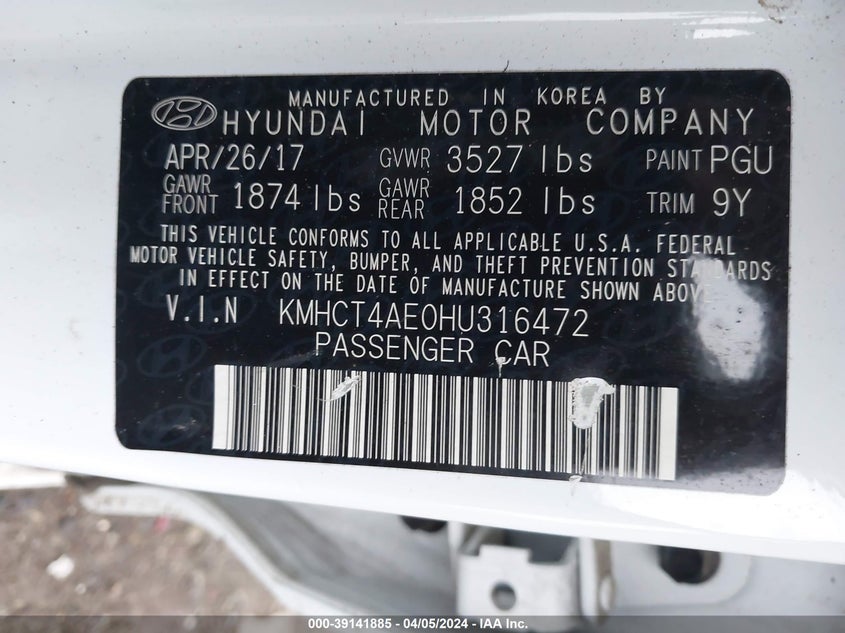 MANUFACTURED IN KOREA BY
HYUNDAI MOTOR COMPANY
APR/26/17 GVWR 3527 lbs PAINT PGU
GAWR FRONT 1874 lbs GAWR REAR 1852 lbs TRIM 9Y
THIS VEHICLE CONFORMS TO ALL APPLICABLE U.S.A. FEDERAL
MOTOR VEHICLE SAFETY, BUMPER, AND THEFT PREVENTION STANDARDS
IN EFFECT ON THE DATE OF MANUFACTURE SHOWN ABOVE
V.I.N KMHCT4AE0HU316472
PASSENGER CAR
000-39141885 - 04/05/2024 - IAA Inc.